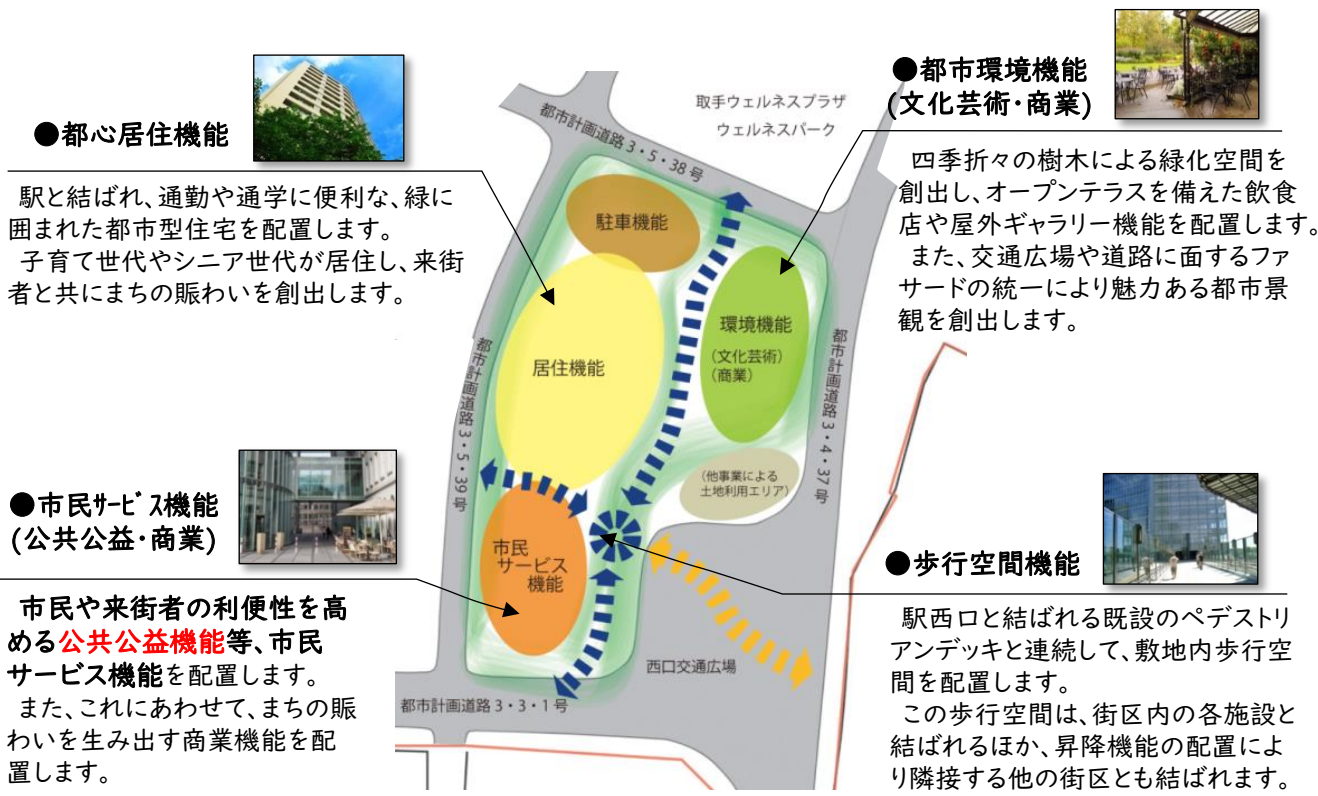 ●都心居住機能
駅と結ばれ、通勤や通学に便利な、緑に
囲まれた都市型住宅を配置します。
子育て世代やシニア世代が居住し、来街
者と共にまちの賑わいを創出します。
●市民ｻｰﾋﾞｽ機能
(公共公益・商業)
市民や来街者の利便性を高
める公共公益機能等、市民
サービス機能を配置します。
また、これにあわせて、まちの賑
わいを生み出す商業機能を配
置します。
取手ウェルネスプラザ
ウェルネスパーク
都市計画道路3・5・38号
駐車機能
環境機能
(文化芸術)
(商業)
居住機能
都市計画道路3・5・39号
都市計画道路3・4・37号
(他事業による
土地利用エリア)
市民
サービス
機能
西口交通広場
都市計画道路3・3・1号
●都市環境機能
(文化芸術・商業)
四季折々の樹木による緑化空間を
創出し、オープンテラスを備えた飲食
店や屋外ギャラリー機能を配置します。
また、交通広場や道路に面するファ
サードの統一により魅力ある都市景
観を創出します。
●歩行空間機能
駅西口と結ばれる既設のペデストリ
アンデッキと連続して、敷地内歩行空
間を配置します。
この歩行空間は、街区内の各施設と
結ばれるほか、昇降機能の配置によ
り隣接する他の街区とも結ばれます。